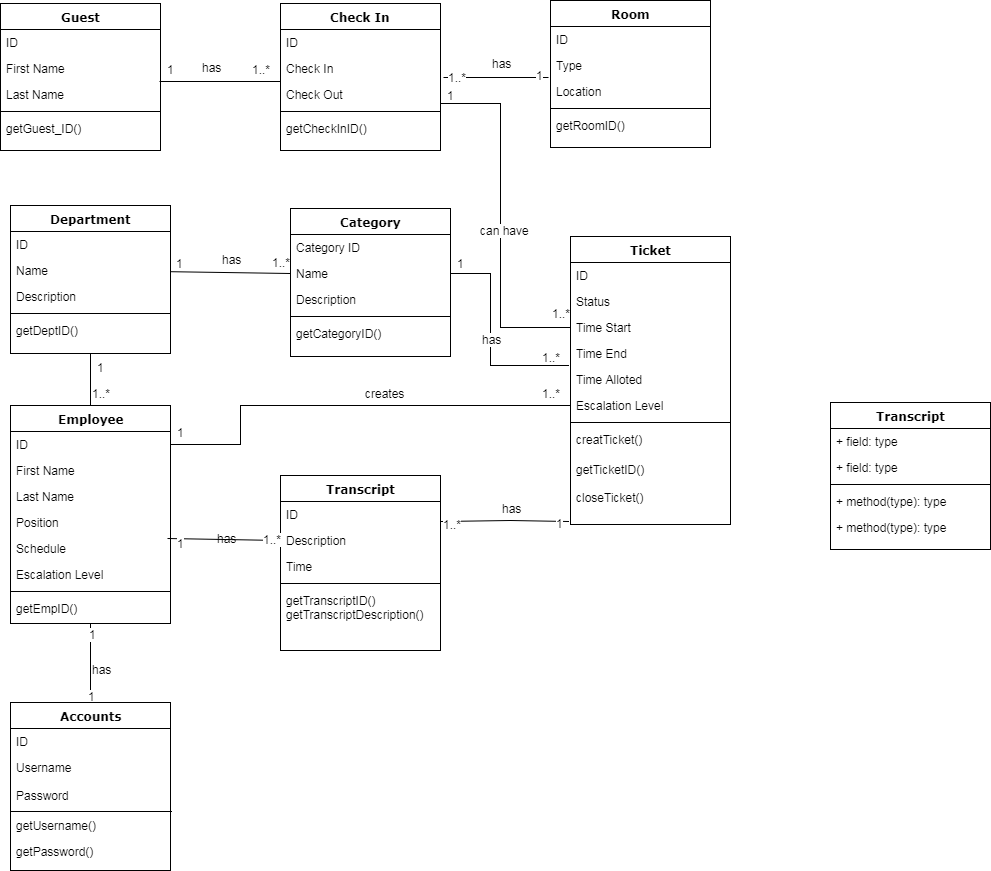 Guest
ID
First Name
Last Name
getGuest_ID()
1
has
1..*
Check In
ID
Check In
Check Out
getCheckInID()
1..*
has
1
1
Room
ID
Type
Location
getRoomID()
can have
1..*
Department
ID
Name
Description
getDeptID()
1
has
1..*
Category
Category ID
Name
Description
getCategoryID()
1
has
1..*
Ticket
ID
Status
Time Start
Time End
Time Alloted
Escalation Level
creatTicket()
getTicketID()
closeTicket()
1
1..*
Employee
ID
First Name
Last Name
Position
Schedule
Escalation Level
getEmpID()
1
creates
1..*
1
has
1..*
Transcript
ID
Description
Time
getTranscriptID()
getTranscriptDescription()
1..*
has
1
Transcript
+ field: type
+ field: type
+ method(type): type
+ method(type): type
1
has
1
Accounts
ID
Username
Password
getUsername()
getPassword()